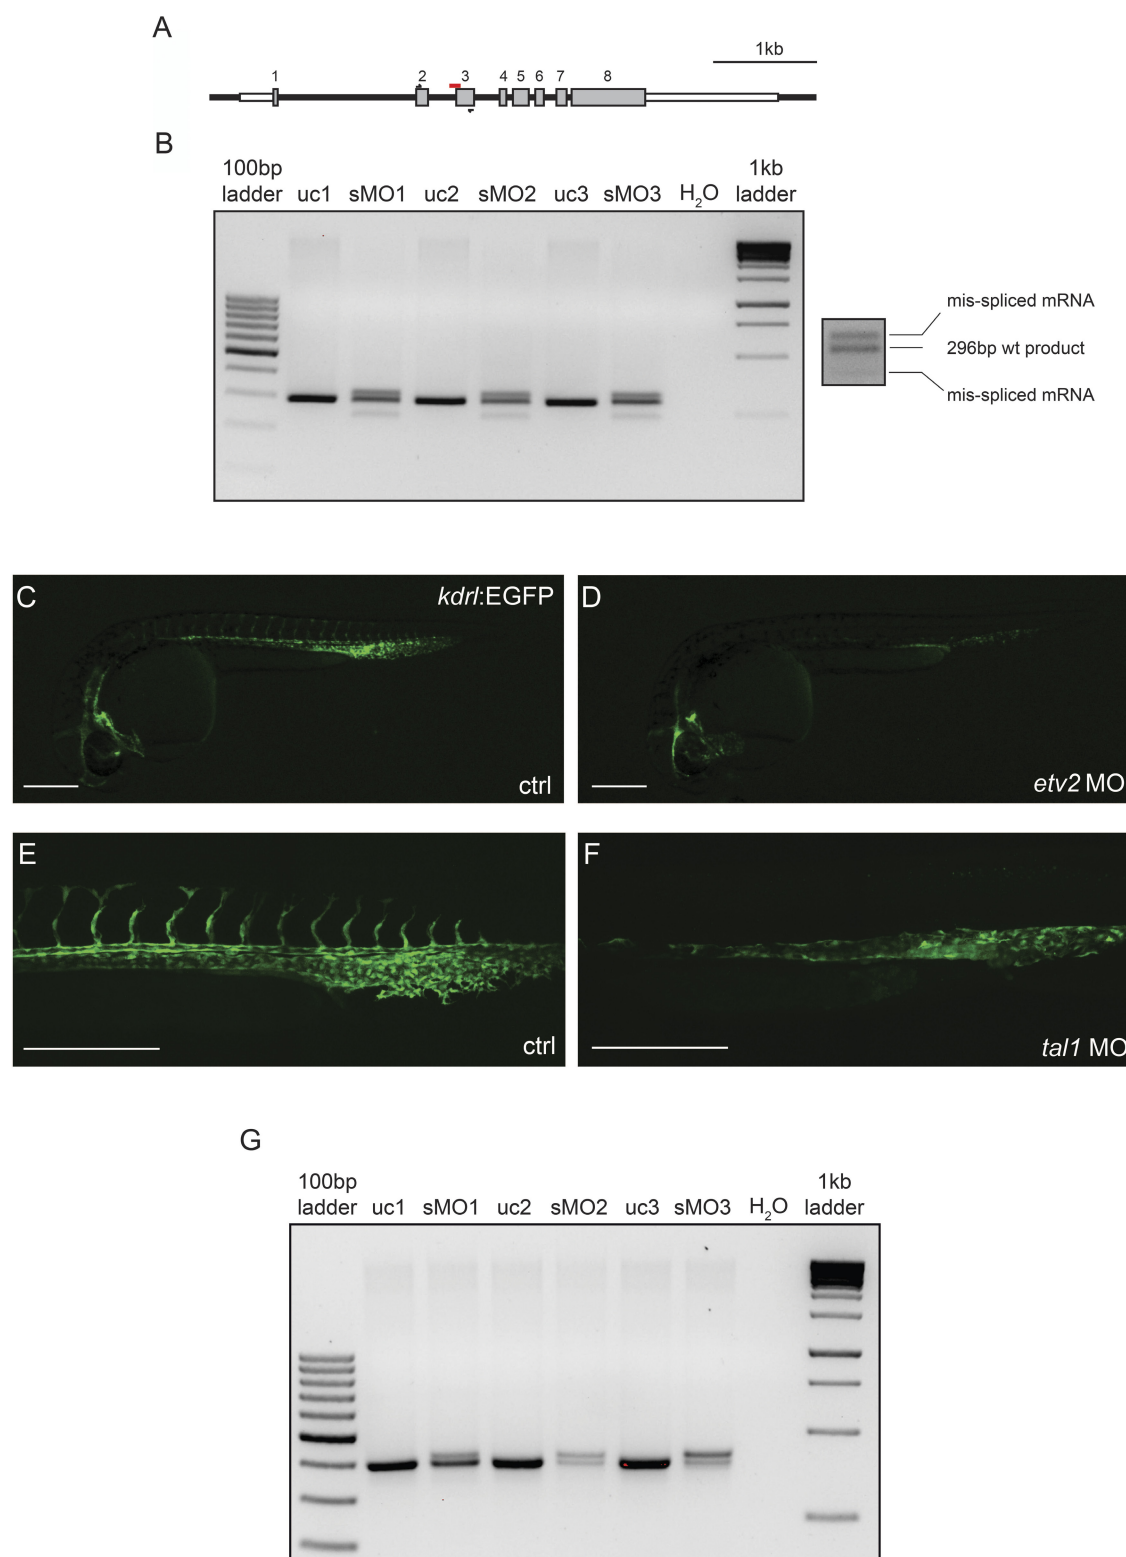 A
1kb
1 2 3 4 5 6 7 8
B
100bp ladder uc1 sMO1 uc2 sMO2 uc3 sMO3 H₂O 1kb ladder
mis-spliced mRNA
296bp wt product
mis-spliced mRNA
C
kdrl:EGFP
ctrl
D
etv2 MO
E
ctrl
F
tal1 MO
G
100bp ladder uc1 sMO1 uc2 sMO2 uc3 sMO3 H₂O 1kb ladder